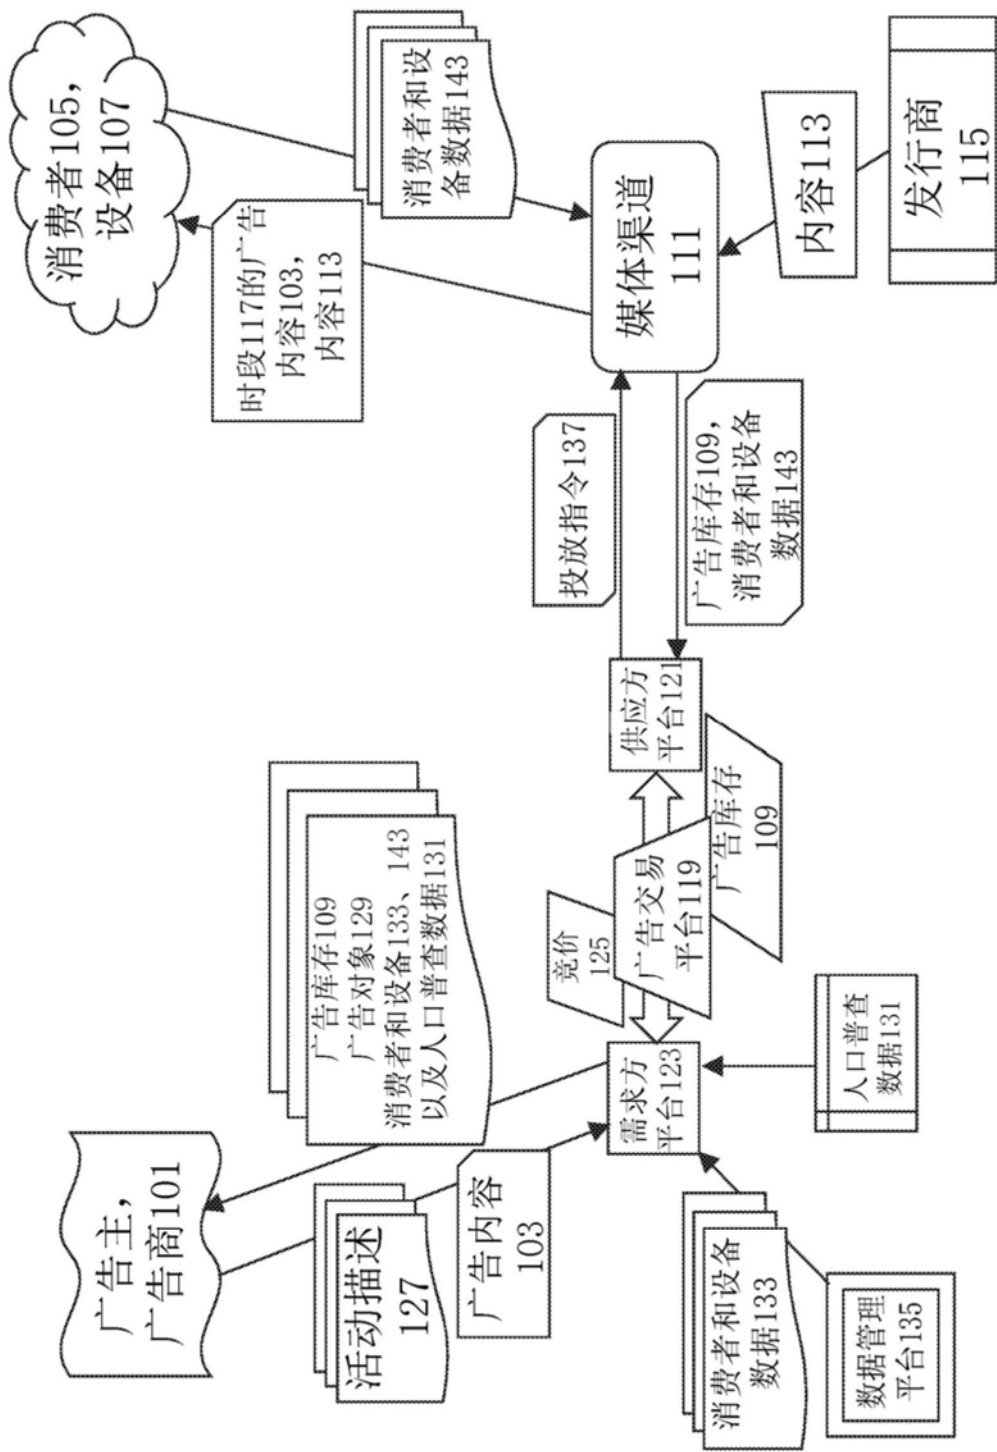 广告主，
广告商101
广告库存109
广告对象129
消费者和设备133、143
以及人口普查数据131
消费者105，
设备107
时段117的广告
内容103，
内容113
消费者和设
备数据143
活动描述
127
广告内容
103
竞价
125
投放指令137
需求方
平台123
广告交易
平台119
供应方
平台121
媒体渠道
111
广告库存
109
广告库存109，
消费者和设备
数据143
消费者和设备
数据133
人口普查
数据131
内容113
数据管理
平台135
发行商
115